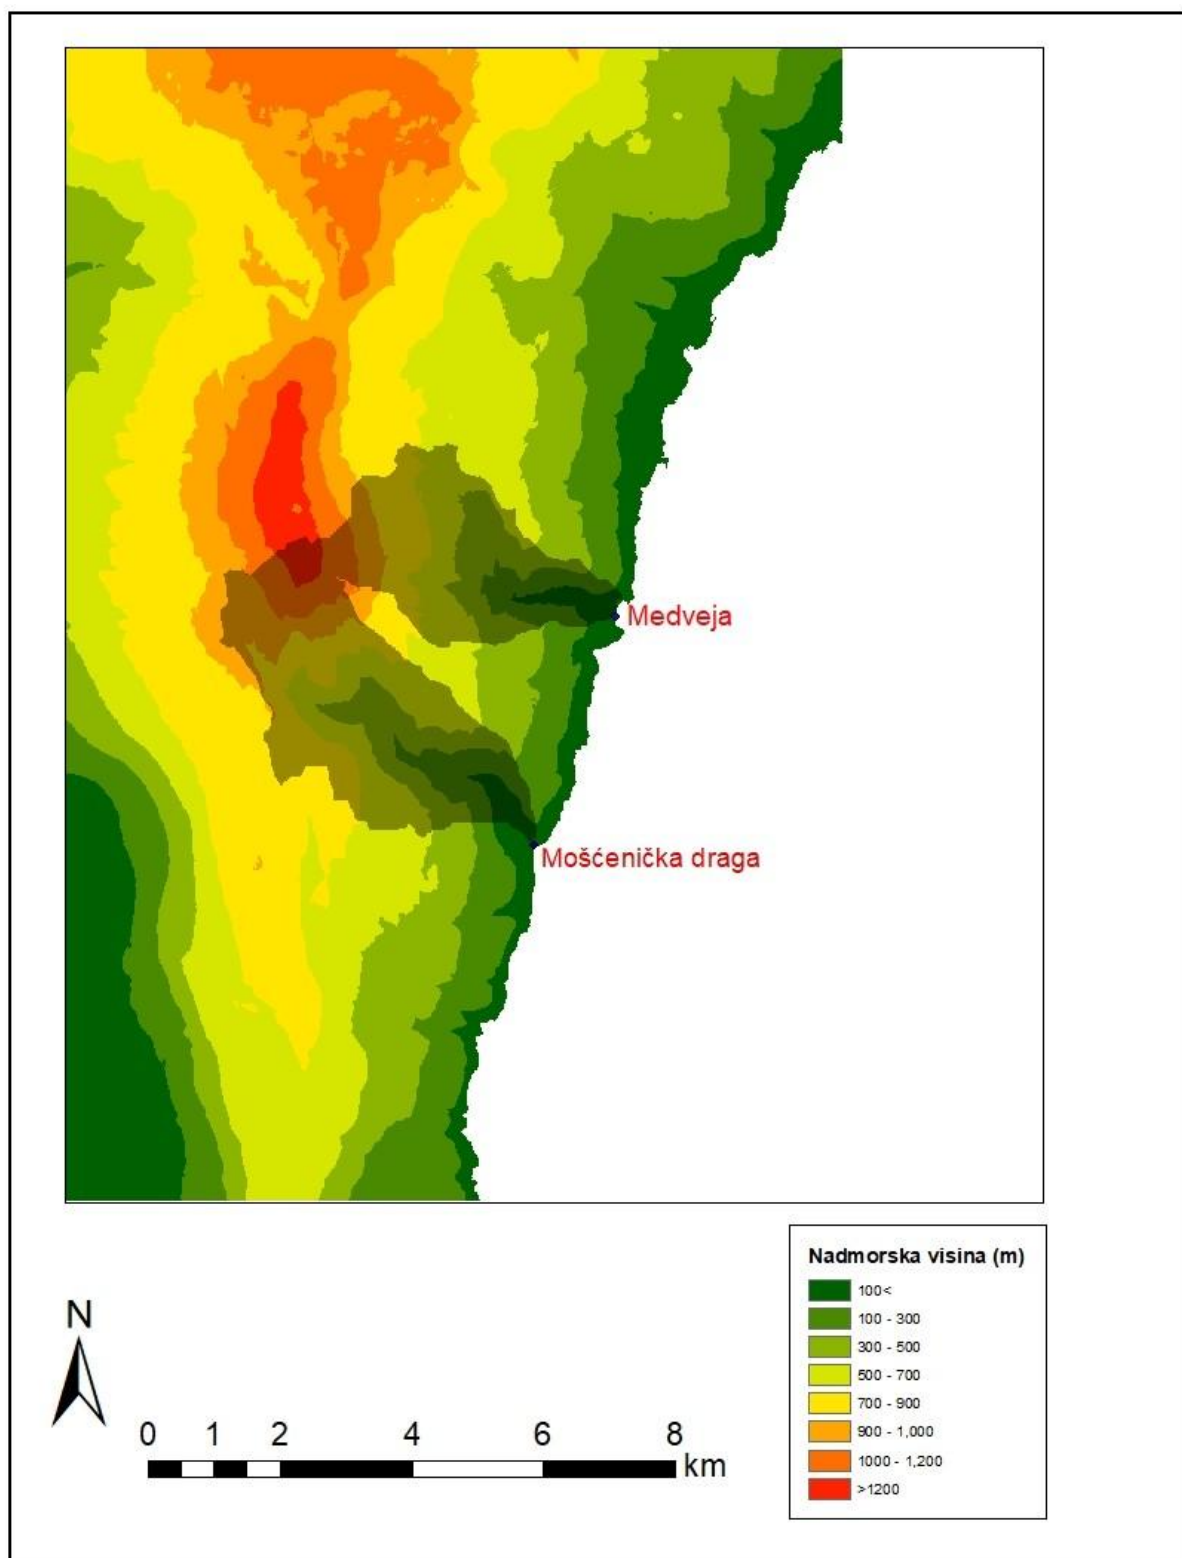 Medveja
Mošćenička draga
Nadmorska visina (m)
100<
100 - 300
300 - 500
500 - 700
700 - 900
900 - 1,000
1000 - 1,200
>1200
N
0 1 2 4 6 8
km